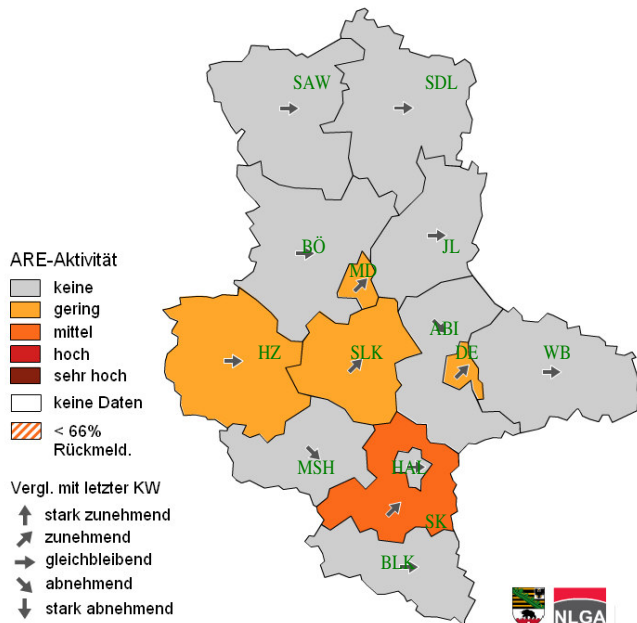 SAW
SDL
BÖ
JL
MD
ABI
HZ
SLK
DE
WB
MSH
HAL
SK
BLK
ARE-Aktivität
keine
gering
mittel
hoch
sehr hoch
keine Daten
< 66%
Rückmeld.
Vergl. mit letzter KW
stark zunehmend
zunehmend
gleichbleibend
abnehmend
stark abnehmend
NLGA